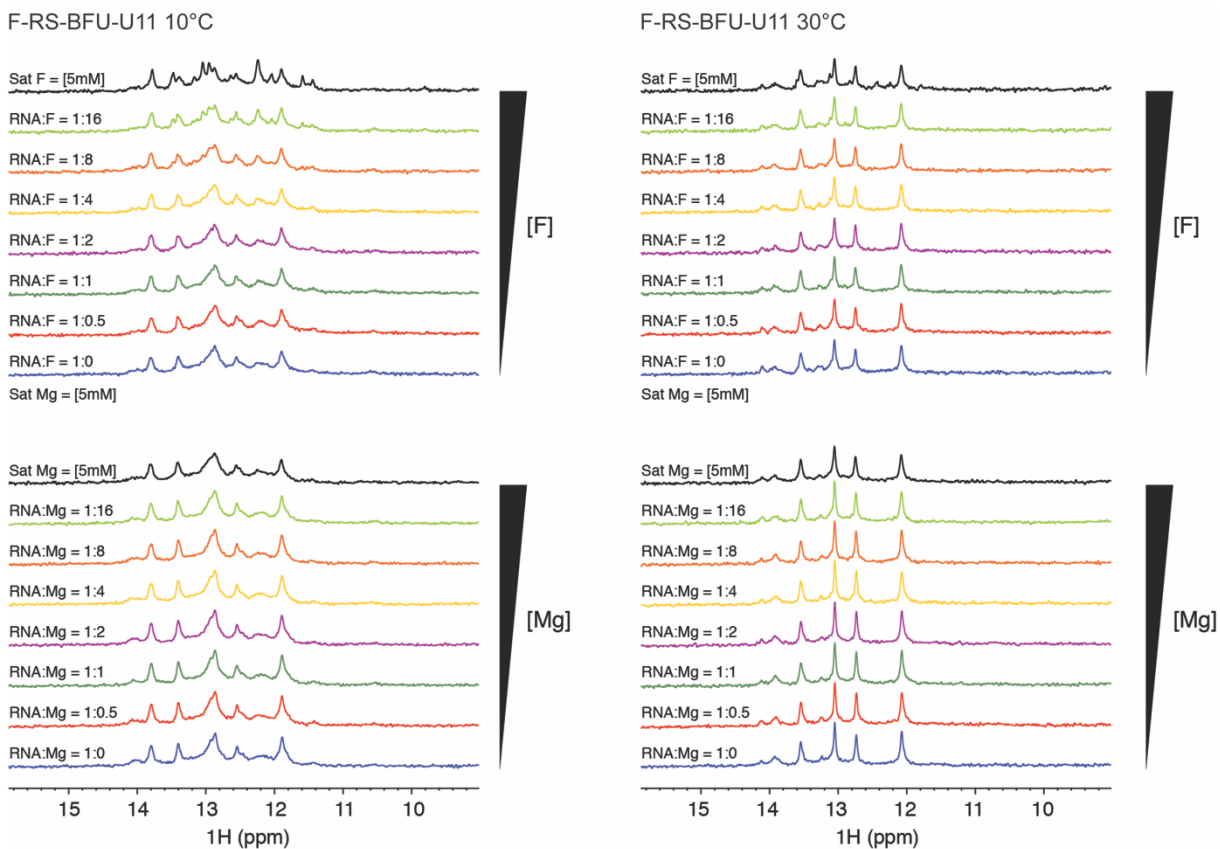 F-RS-BFU-U11 10°C
Sat F = [5mM]
RNA:F = 1:16
RNA:F = 1:8
RNA:F = 1:4
RNA:F = 1:2
RNA:F = 1:1
RNA:F = 1:0.5
RNA:F = 1:0
Sat Mg = [5mM]
[F]
Sat Mg = [5mM]
RNA:Mg = 1:16
RNA:Mg = 1:8
RNA:Mg = 1:4
RNA:Mg = 1:2
RNA:Mg = 1:1
RNA:Mg = 1:0.5
RNA:Mg = 1:0
[Mg]
15 14 13 12 11 10
1H (ppm)
F-RS-BFU-U11 30°C
Sat F = [5mM]
RNA:F = 1:16
RNA:F = 1:8
RNA:F = 1:4
RNA:F = 1:2
RNA:F = 1:1
RNA:F = 1:0.5
RNA:F = 1:0
Sat Mg = [5mM]
[F]
Sat Mg = [5mM]
RNA:Mg = 1:16
RNA:Mg = 1:8
RNA:Mg = 1:4
RNA:Mg = 1:2
RNA:Mg = 1:1
RNA:Mg = 1:0.5
RNA:Mg = 1:0
[Mg]
15 14 13 12 11 10
1H (ppm)